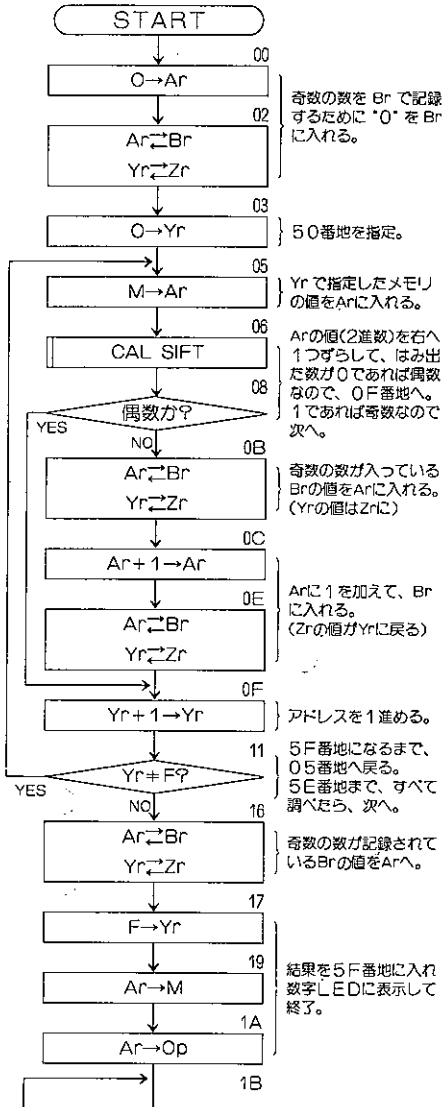 START
00
0→Ar
02
Ar⇄Br
Yr⇄Zr
奇数の数を Br で記録
するために "0" を Br
に入れる。
03
0→Yr
50番地を指定。
05
M→Ar
Yr で指定したメモリ
の値をArに入れる。
06
CAL SIFT
Arの値(2進数)を右へ
1つずらして、はみ出
た数が0であれば偶数
なので、0F番地へ。
1であれば奇数なので
次へ。
08
偶数か?
YES
NO
0B
Ar⇄Br
Yr⇄Zr
奇数の数が入っている
Brの値をArに入れる。
(Yrの値はZrに)
0C
Ar+1→Ar
0E
Ar⇄Br
Yr⇄Zr
Arに1を加えて、Br
に入れる。
(Zrの値がYrに戻る)
0F
Yr+1→Yr
アドレスを1進める。
11
Yr≠F?
YES
NO
5F番地になるまで、
05番地へ戻る。
5E番地まで、すべて
調べたら、次へ。
16
Ar⇄Br
Yr⇄Zr
奇数の数が記録されて
いるBrの値をArへ。
17
F→Yr
19
Ar→M
1A
Ar→Op
結果を5F番地に入れ
数字LEDに表示して
終了。
1B